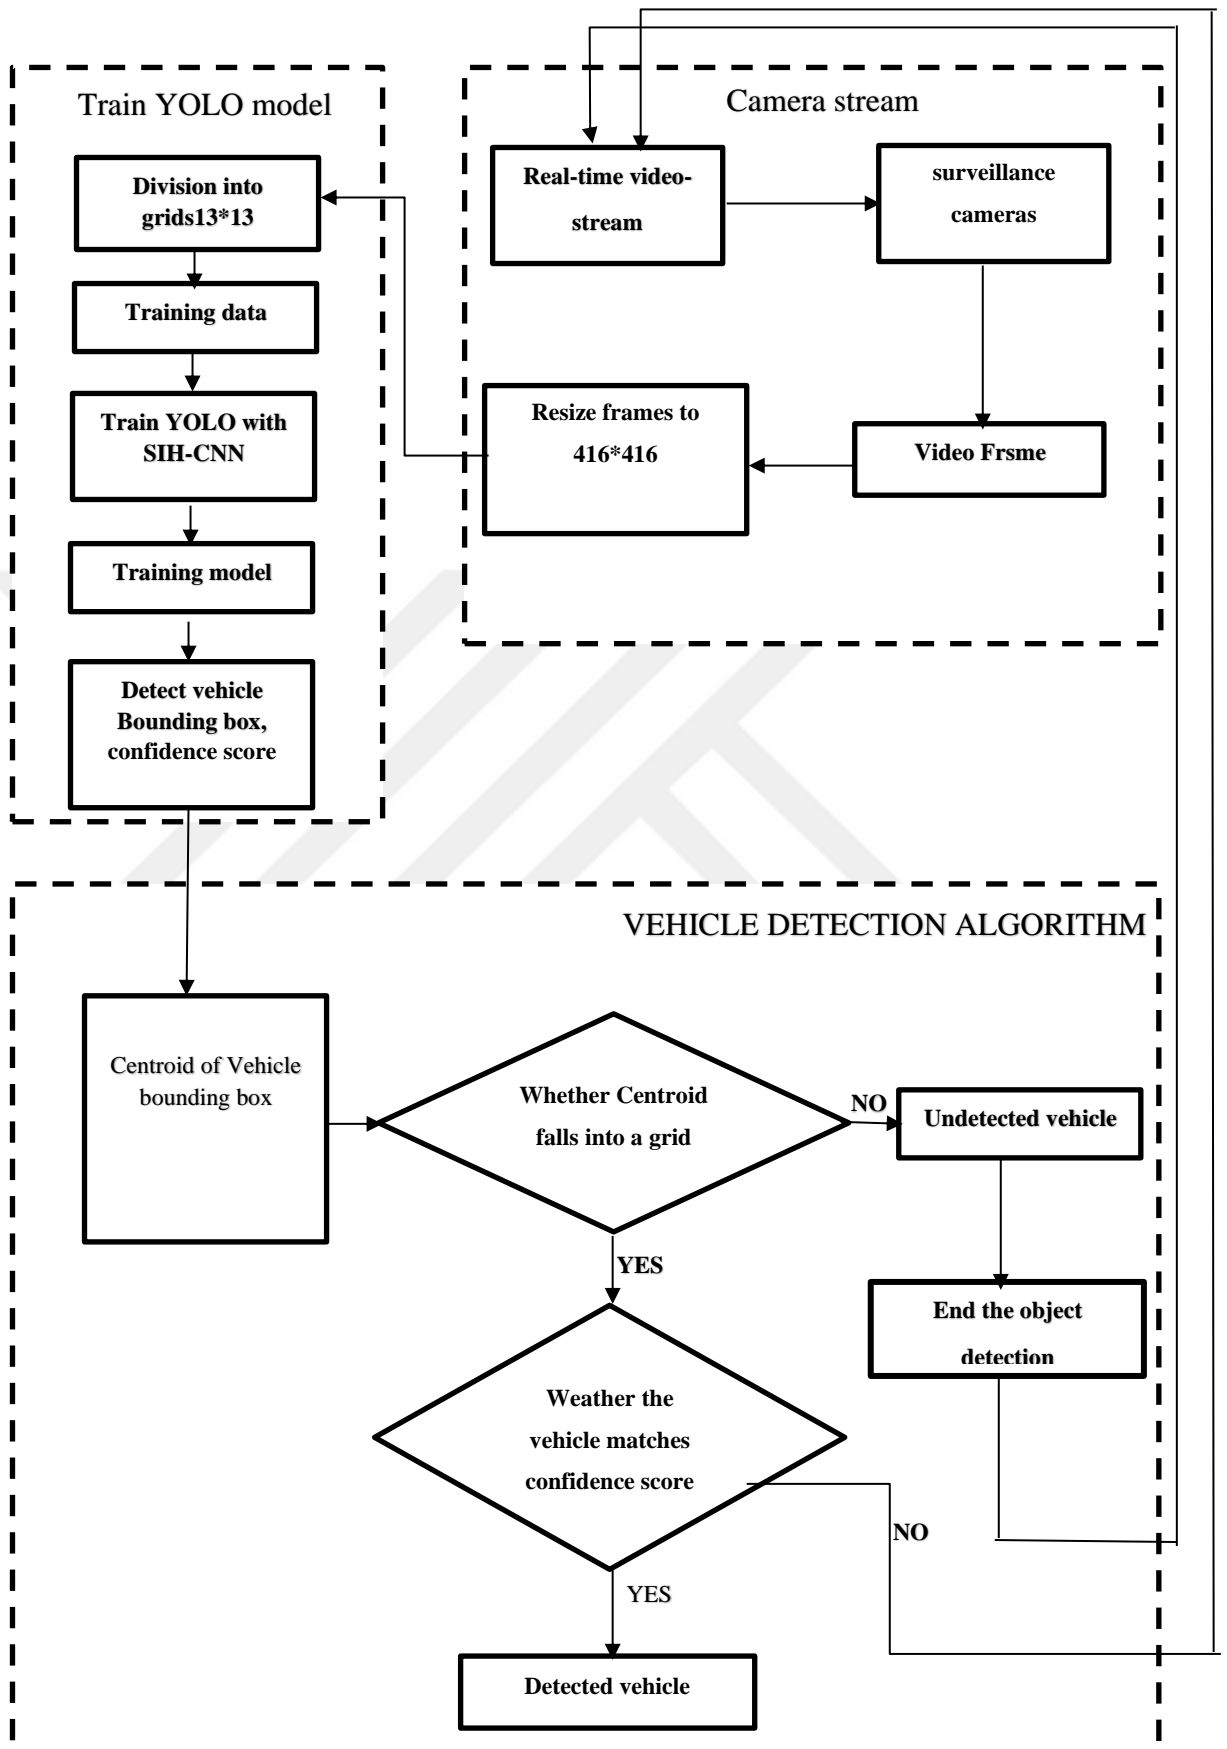 Train YOLO model
Division into
grids13*13
Training data
Train YOLO with
SIH-CNN
Training model
Detect vehicle
Bounding box,
confidence score
Camera stream
Real-time video-
stream
surveillance
cameras
Resize frames to
416*416
Video Frsme
VEHICLE DETECTION ALGORITHM
Centroid of Vehicle
bounding box
Whether Centroid
falls into a grid
NO
Undetected vehicle
YES
End the object
detection
Weather the
vehicle matches
confidence score
NO
YES
Detected vehicle